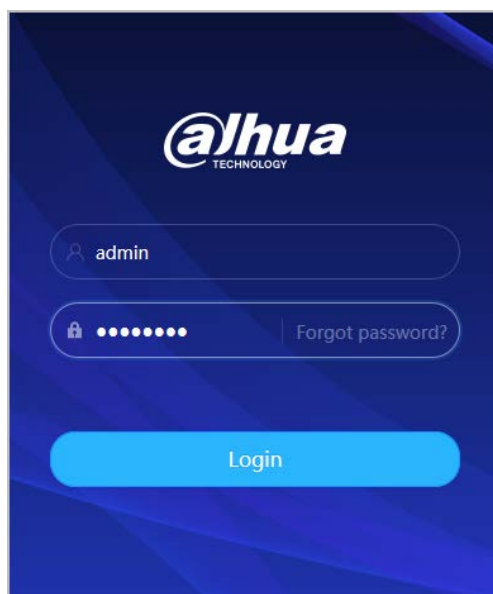 alhua
TECHNOLOGY
admin
••••••••
Forgot password?
Login